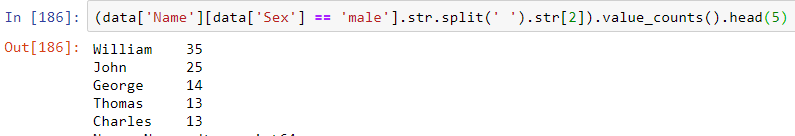 In [186]: (data['Name'][data['Sex'] == 'male'].str.split(' ').str[2]).value_counts().head(5)
Out[186]: William    35
John       25
George     14
Thomas     13
Charles    13